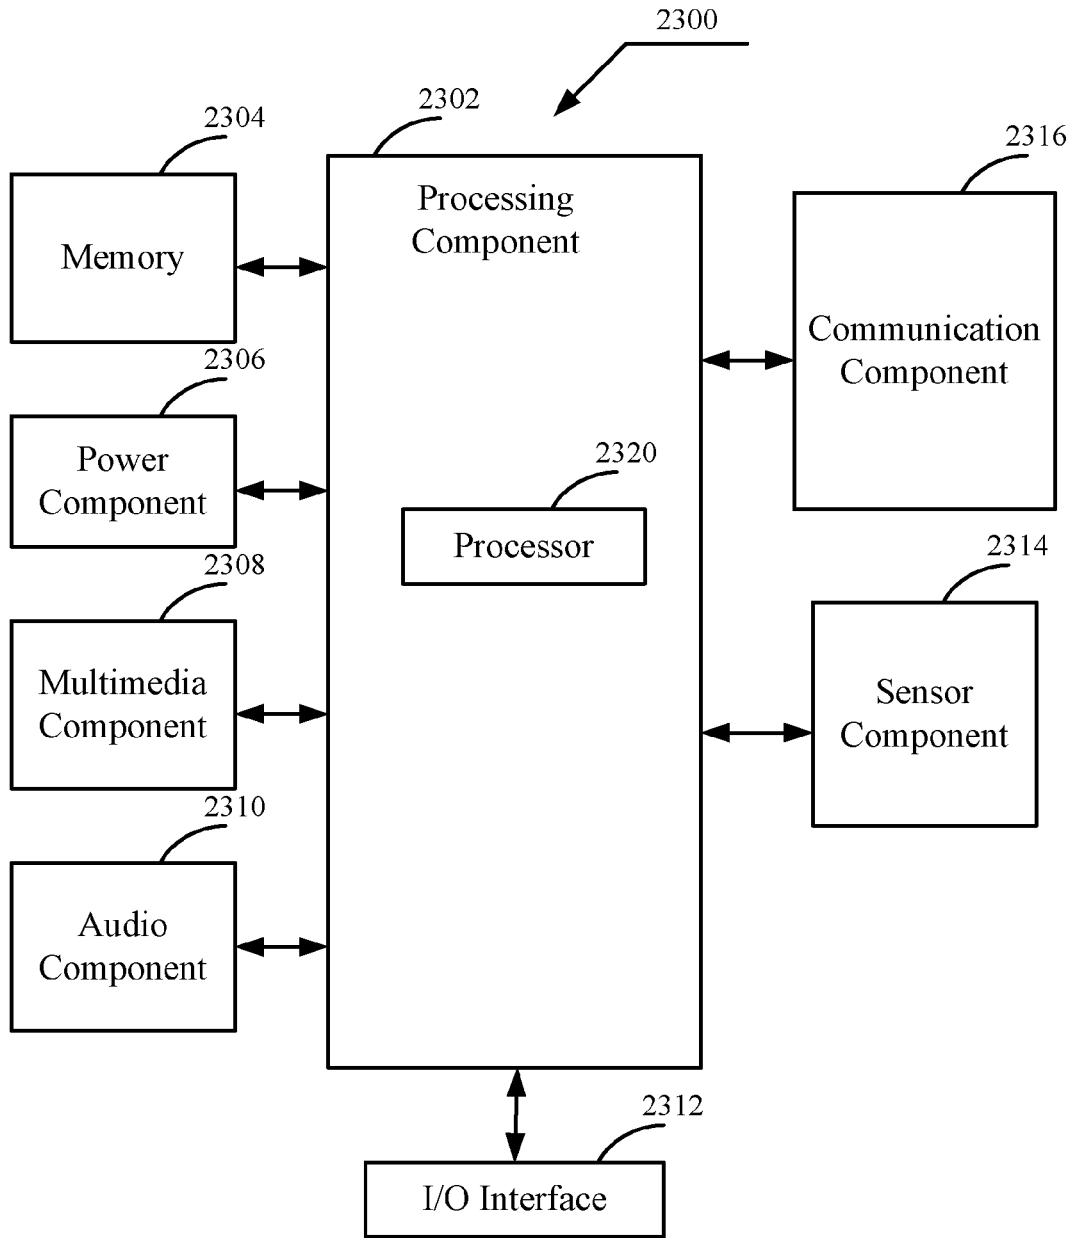 2300
2302
2304
2316
Processing
Component
Memory
Communication
Component
2306
Power
Component
2320
Processor
2308
2314
Multimedia
Component
Sensor
Component
2310
Audio
Component
2312
I/O Interface